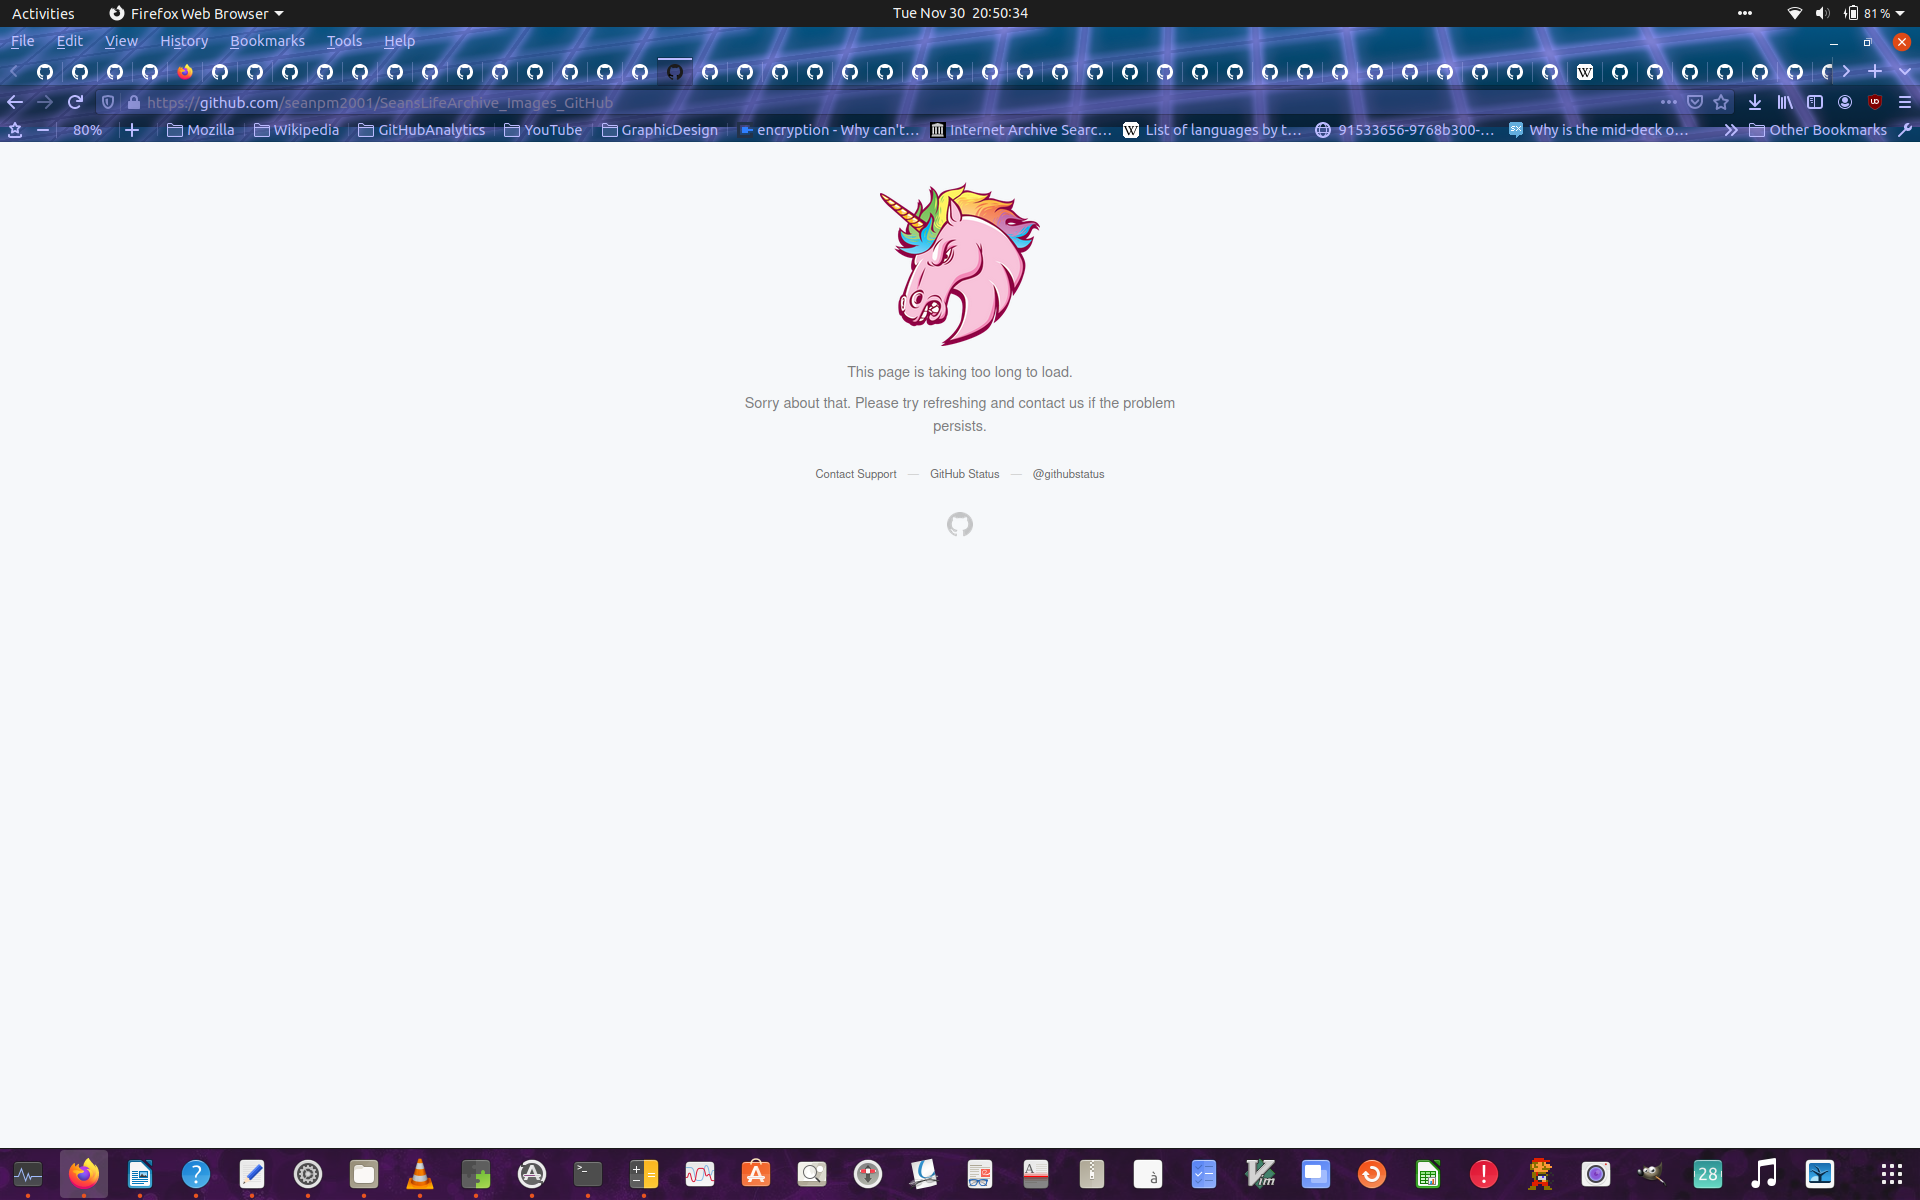 Activities
Firefox Web Browser
Tue Nov 30 20:50:34
81%
File Edit View History Bookmarks Tools Help
W
https://github.com/seanpm2001/SeansLifeArchive_Images_GitHub
80%
Mozilla
Wikipedia
GitHubAnalytics
YouTube
GraphicDesign
encryption - Why can't...
Internet Archive Searc...
W
List of languages by t...
91533656-9768b300-...
Why is the mid-deck o...
Other Bookmarks
This page is taking too long to load.
Sorry about that. Please try refreshing and contact us if the problem
persists.
Contact Support — GitHub Status — @githubstatus
28